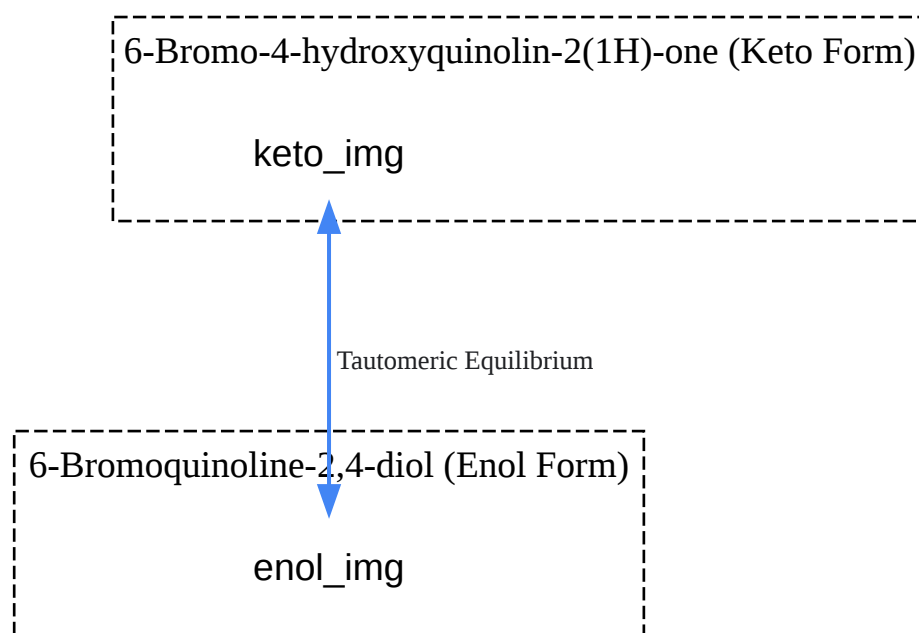 6-Bromo-4-hydroxyquinolin-2(1H)-one (Keto Form)
keto_img
Tautomeric Equilibrium
6-Bromoquinoline-2,4-diol (Enol Form)
enol_img